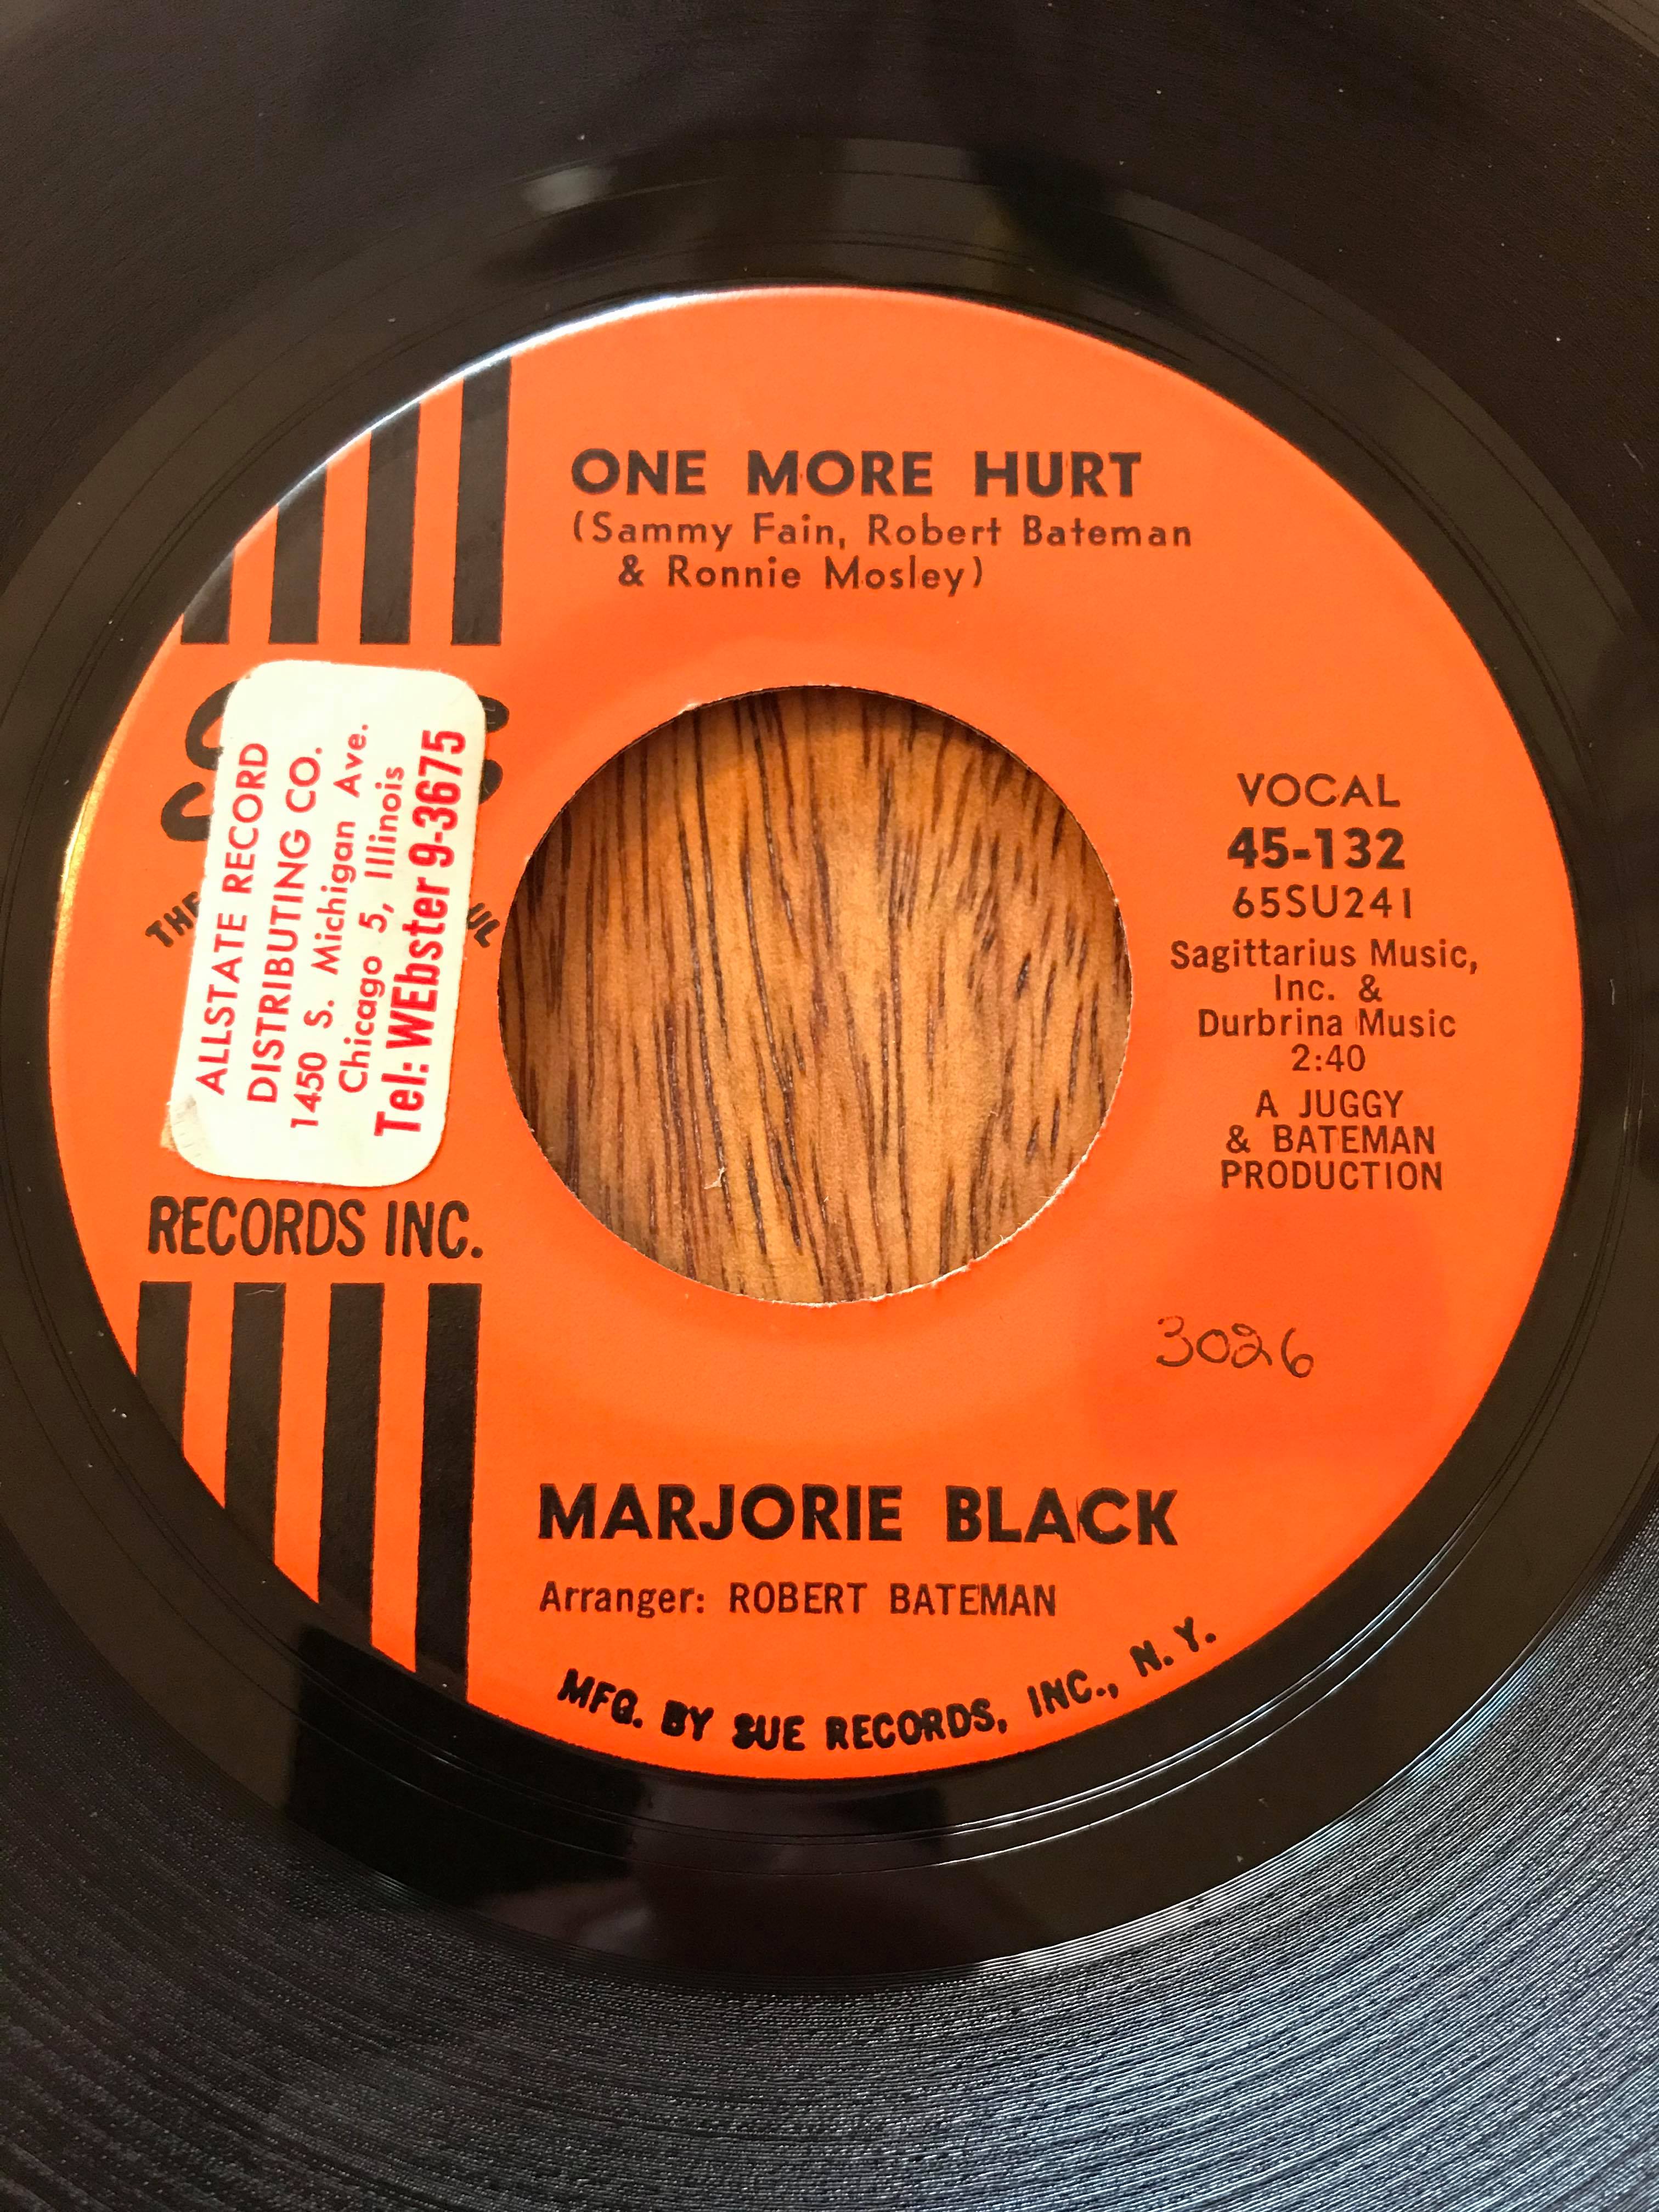 ONE MORE HURT
(Sammy Fain, Robert Bateman
& Ronnie Mosley)
ALLSTATE RECORD
DISTRIBUTING CO.
1450 S. Michigan Ave.
Chicago 5, Illinois
Tel: WEbster 9-3675
THE
RECORDS INC.
VOCAL
45-132
65SU241
Sagittarius Music,
Inc. &
Durbrina Music
2:40
A JUGGY
& BATEMAN
PRODUCTION
3026
MARJORIE BLACK
Arranger: ROBERT BATEMAN
MFG. BY SUE RECORDS, INC., N. Y.